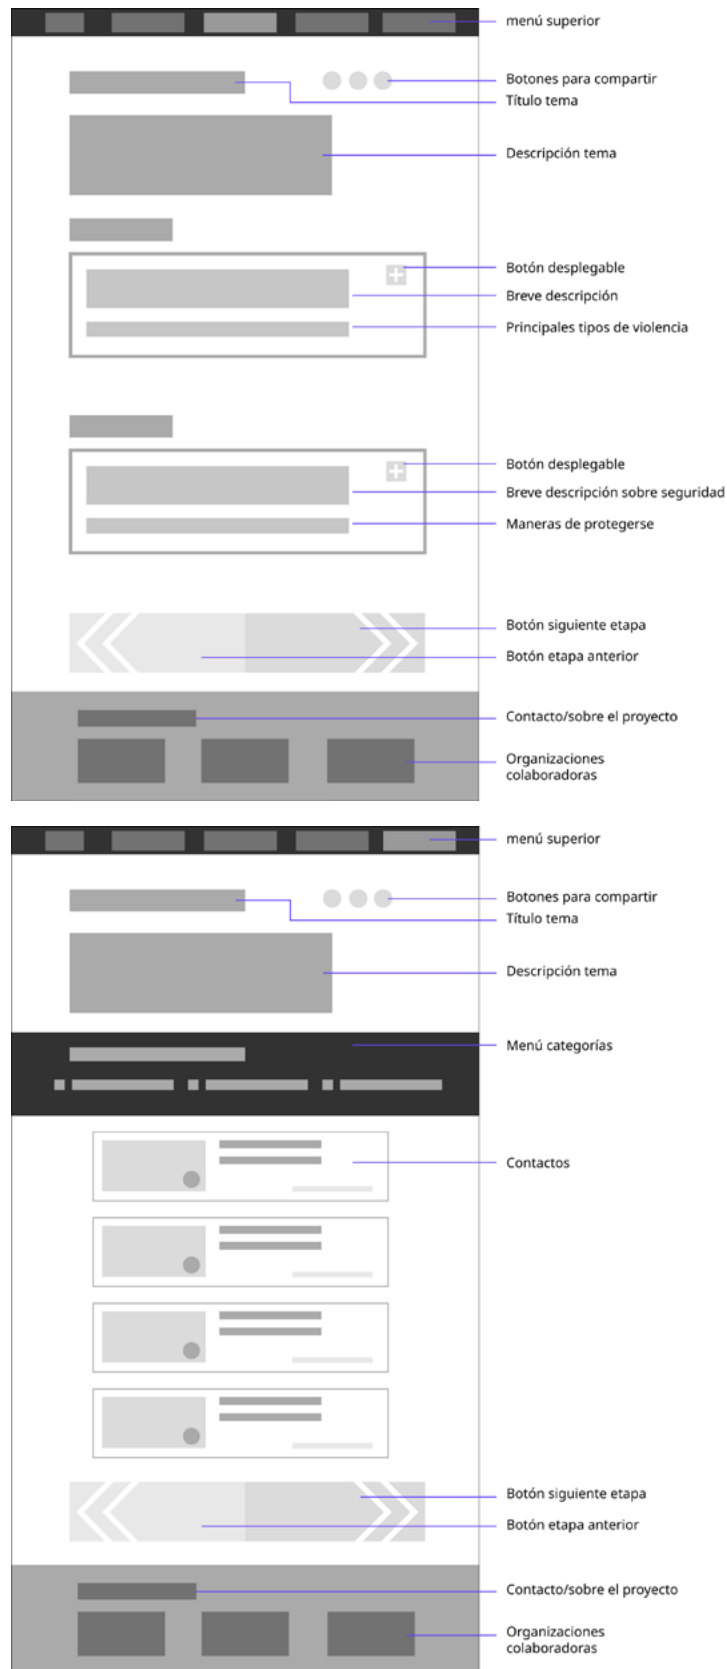 menú superior
Botones para compartir
Título tema
Descripción tema
Botón desplegable
Breve descripción
Principales tipos de violencia
Botón desplegable
Breve descripción sobre seguridad
Maneras de protegerse
Botón siguiente etapa
Botón etapa anterior
Contacto/sobre el proyecto
Organizaciones
colaboradoras
menú superior
Botones para compartir
Título tema
Descripción tema
Menú categorías
Contactos
Botón siguiente etapa
Botón etapa anterior
Contacto/sobre el proyecto
Organizaciones
colaboradoras